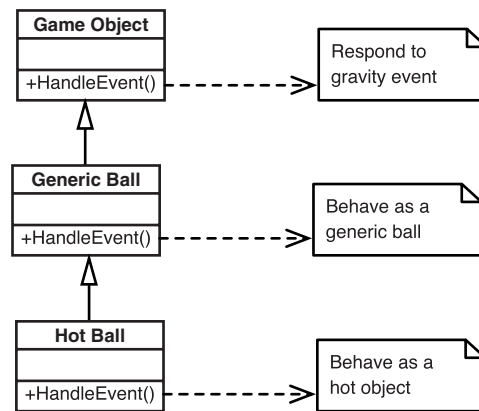 Game Object
+HandleEvent()
Respond to
gravity event
Generic Ball
+HandleEvent()
Behave as a
generic ball
Hot Ball
+HandleEvent()
Behave as a
hot object